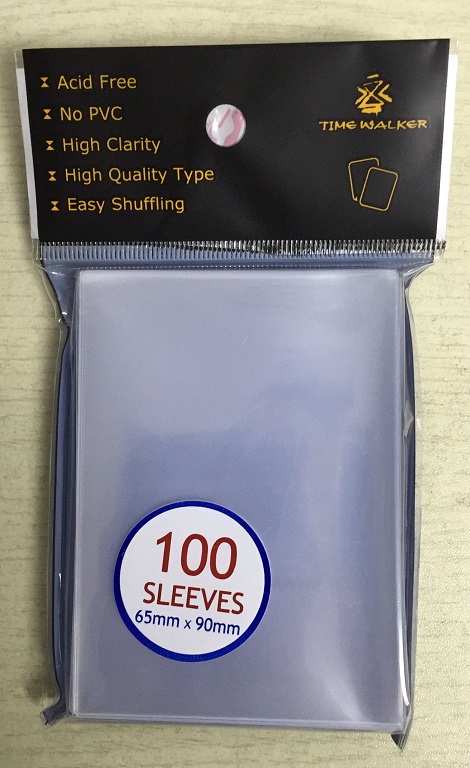 Acid Free
No PVC
High Clarity
High Quality Type
Easy Shuffling
TIME WALKER
100
SLEEVES
65mm x 90mm